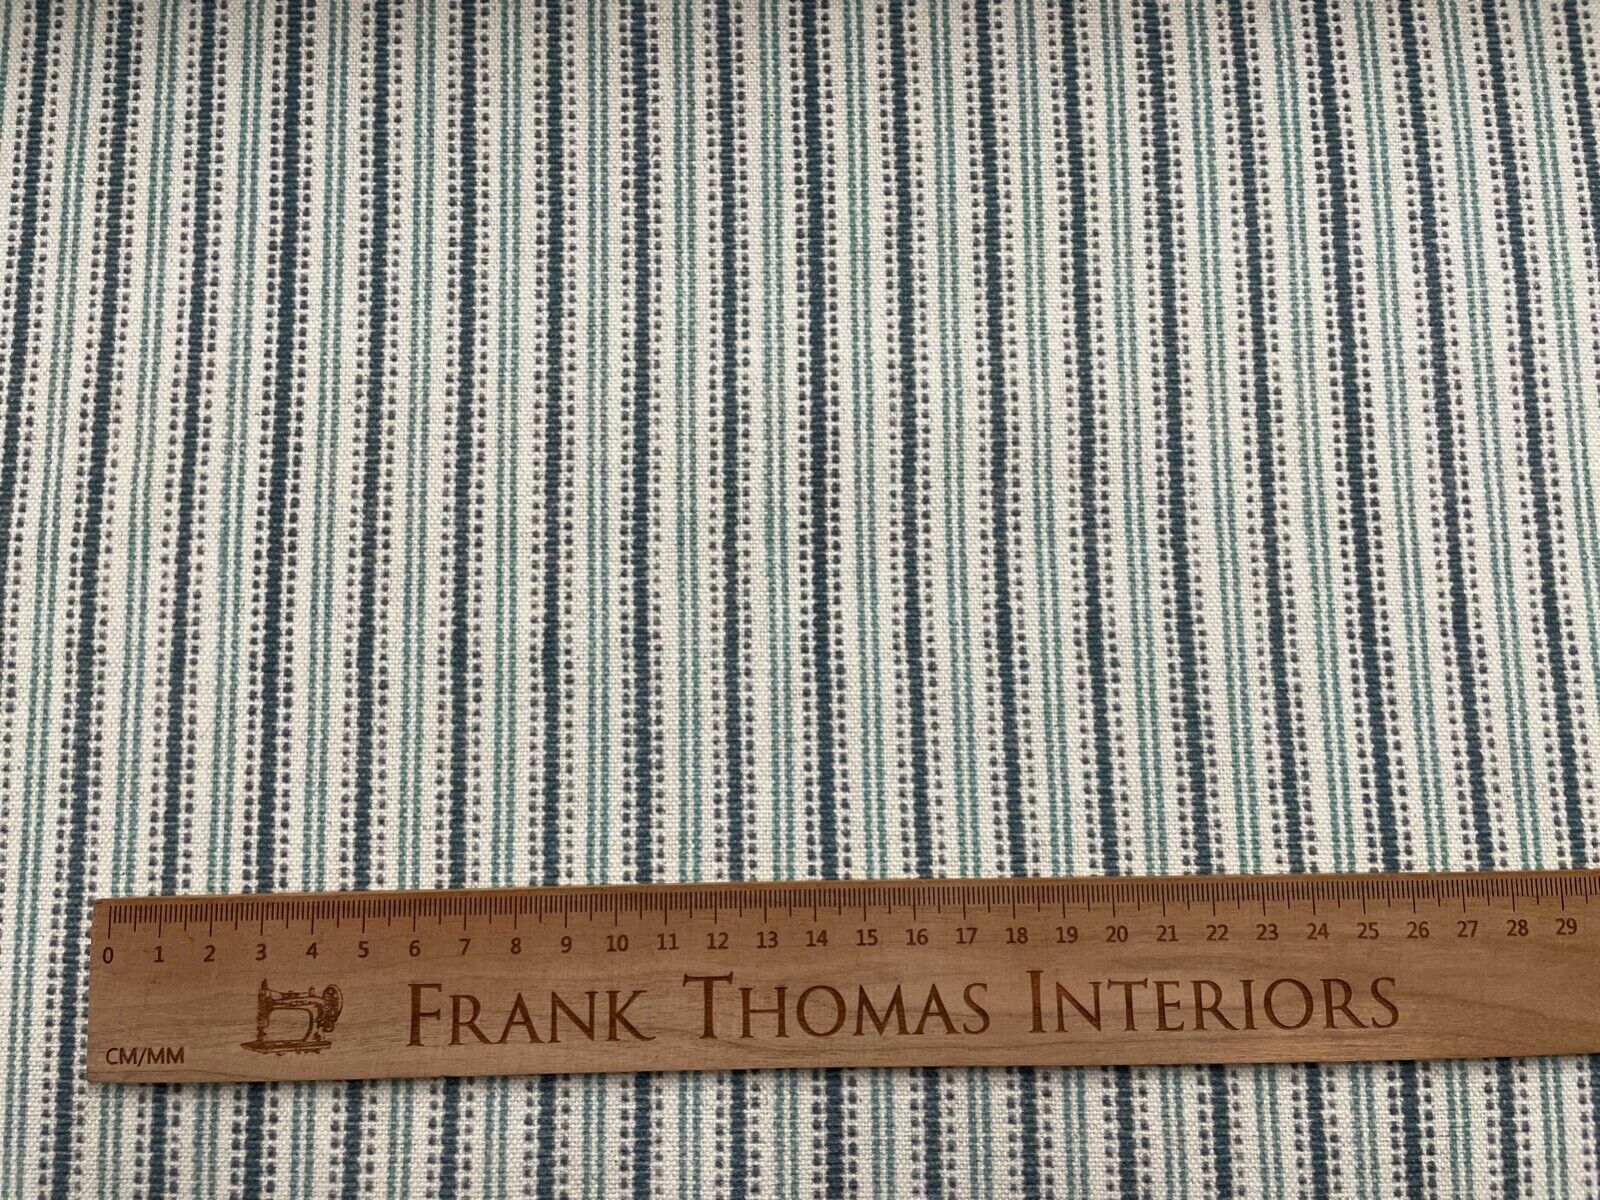 0 1 2 3 4 5 6 7 8 9 10 11 12 13 14 15 16 17 18 19 20 21 22 23 24 25 26 27 28 29
FRANK THOMAS INTERIORS
CM/MM